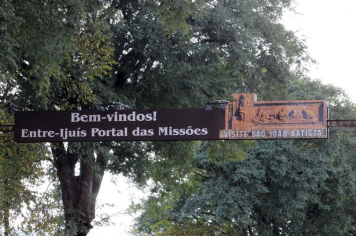 Bem-vindos!
Entre-Ijuís Portal das Missões
VISITE SÃO JOÃO BATISTA